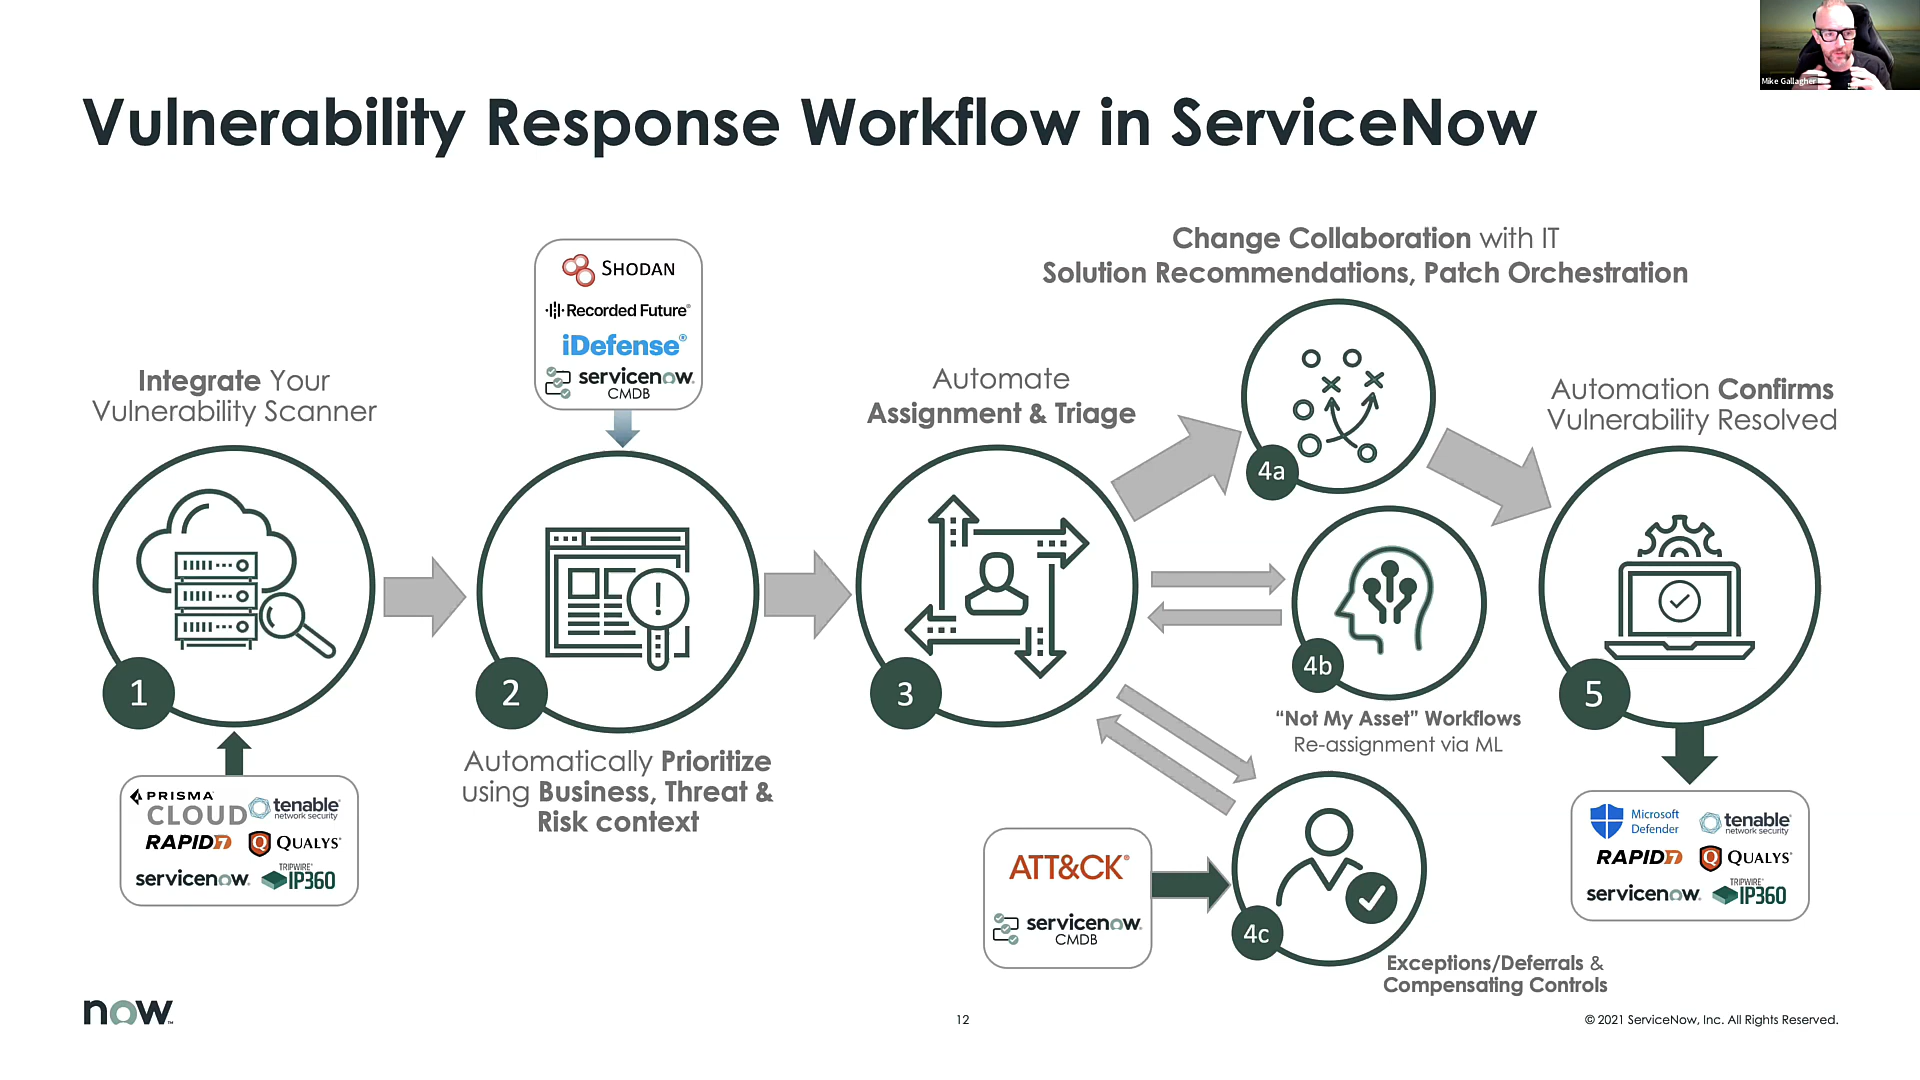 Mike Gallagher
Vulnerability Response Workflow in ServiceNow
Integrate Your
Vulnerability Scanner
1
PRISMA
CLOUD
tenable
network security
RAPID7
QUALYS
servicenow
TRIPWIRE
IP360
SHODAN
Recorded Future
iDefense
servicenow
CMDB
2
Automatically Prioritize
using Business, Threat &
Risk context
Automate
Assignment & Triage
3
Change Collaboration with IT
Solution Recommendations, Patch Orchestration
4a
4b
"Not My Asset" Workflows
Re-assignment via ML
ATT&CK
servicenow
CMDB
4c
Exceptions/Deferrals &
Compensating Controls
Automation Confirms
Vulnerability Resolved
5
Microsoft
Defender
tenable
network security
RAPID7
QUALYS
servicenow
TRIPWIRE
IP360
now
12
© 2021 ServiceNow, Inc. All Rights Reserved.